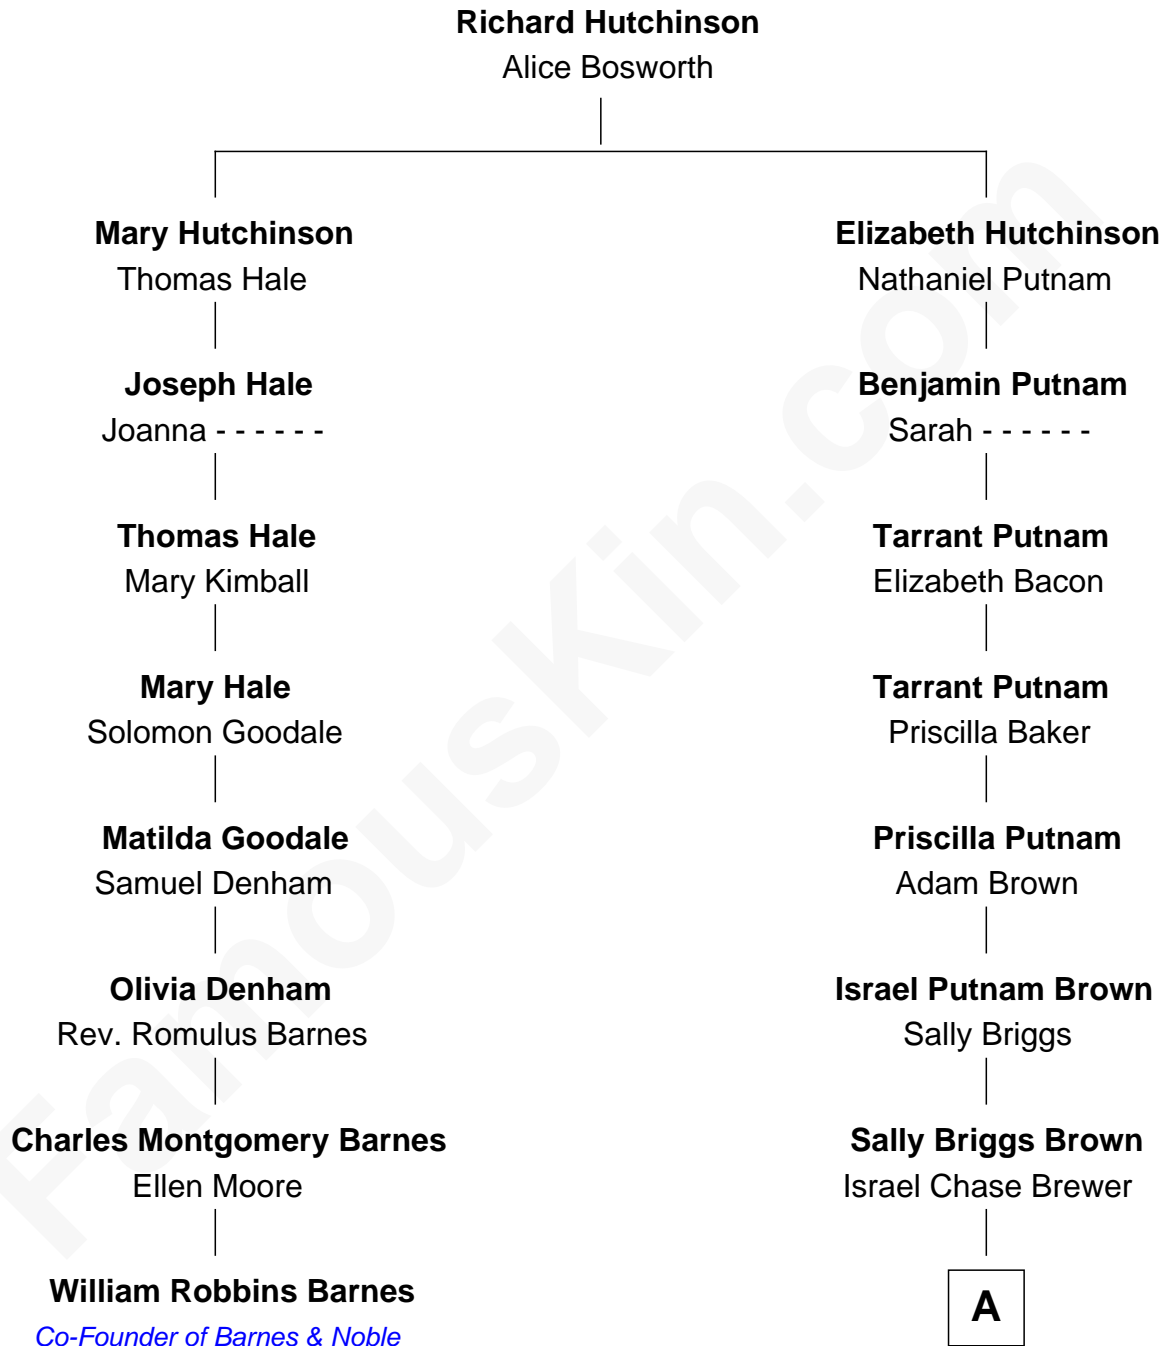 Richard Hutchinson
Alice Bosworth
Mary Hutchinson
Thomas Hale
Elizabeth Hutchinson
Nathaniel Putnam
Joseph Hale
Joanna - - - - - -
Benjamin Putnam
Sarah - - - - - -
Thomas Hale
Mary Kimball
Tarrant Putnam
Elizabeth Bacon
Mary Hale
Solomon Goodale
Tarrant Putnam
Priscilla Baker
Matilda Goodale
Samuel Denham
Priscilla Putnam
Adam Brown
Olivia Denham
Rev. Romulus Barnes
Israel Putnam Brown
Sally Briggs
Charles Montgomery Barnes
Ellen Moore
Sally Briggs Brown
Israel Chase Brewer
William Robbins Barnes
Co-Founder of Barnes & Noble
A
FamousKin.com